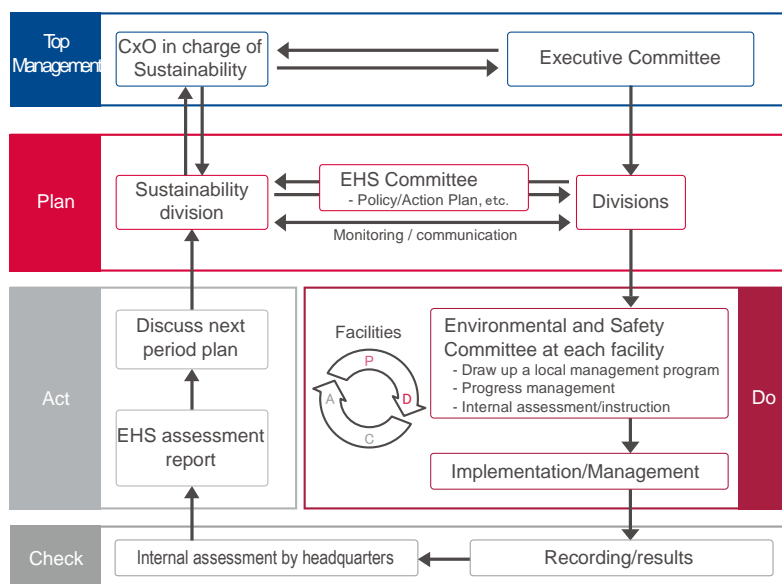 Top
Management
CxO in charge of
Sustainability
Executive Committee
Plan
Sustainability
division
EHS Committee
- Policy/Action Plan, etc.
Divisions
Monitoring / communication
Act
Discuss next
period plan
EHS assessment
report
Facilities
P
D
C
A
Environmental and Safety
Committee at each facility
- Draw up a local management program
- Progress management
- Internal assessment/instruction
Implementation/Management
Do
Check
Internal assessment by headquarters
Recording/results